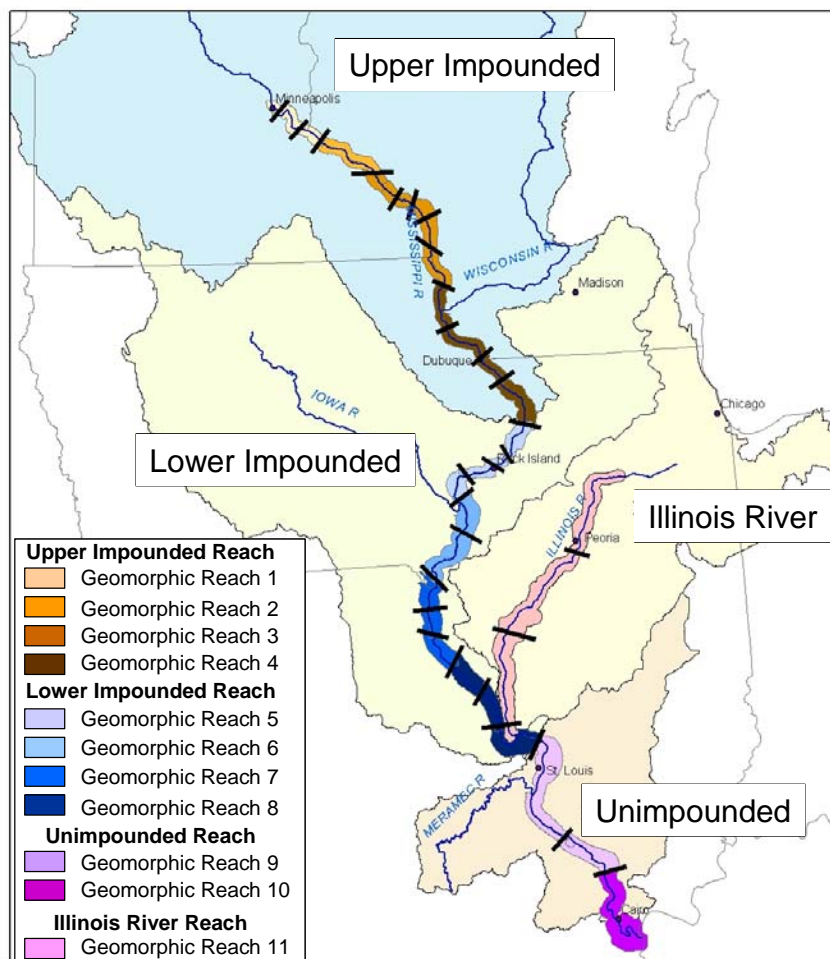 Upper Impounded
Minneapolis
MISSISSIPPI R
WISCONSIN R
Madison
Dubuque
Chicago
IOWA R
Lower Impounded
Rock Island
Illinois River
ILLINOIS R
Peoria
Upper Impounded Reach
Geomorphic Reach 1
Geomorphic Reach 2
Geomorphic Reach 3
Geomorphic Reach 4
Lower Impounded Reach
Geomorphic Reach 5
Geomorphic Reach 6
Geomorphic Reach 7
Geomorphic Reach 8
Unimpounded Reach
Geomorphic Reach 9
Geomorphic Reach 10
Illinois River Reach
Geomorphic Reach 11
St. Louis
MERAMEC R
Unimpounded
Cairo